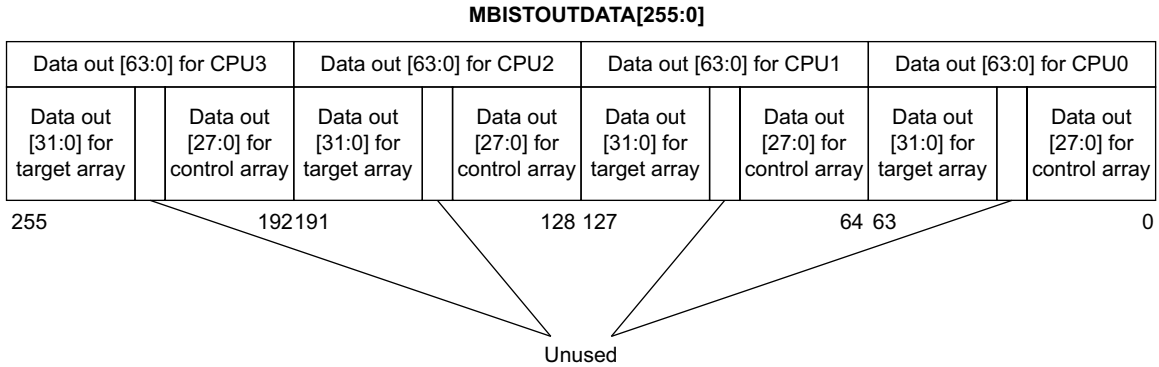 MBISTOUTDATA[255:0]
Data out [63:0] for CPU3
Data out [63:0] for CPU2
Data out [63:0] for CPU1
Data out [63:0] for CPU0
Data out
[31:0] for
target array
Data out
[27:0] for
control array
Data out
[31:0] for
target array
Data out
[27:0] for
control array
Data out
[31:0] for
target array
Data out
[27:0] for
control array
Data out
[31:0] for
target array
Data out
[27:0] for
control array
255
192
191
128
127
64
63
0
Unused